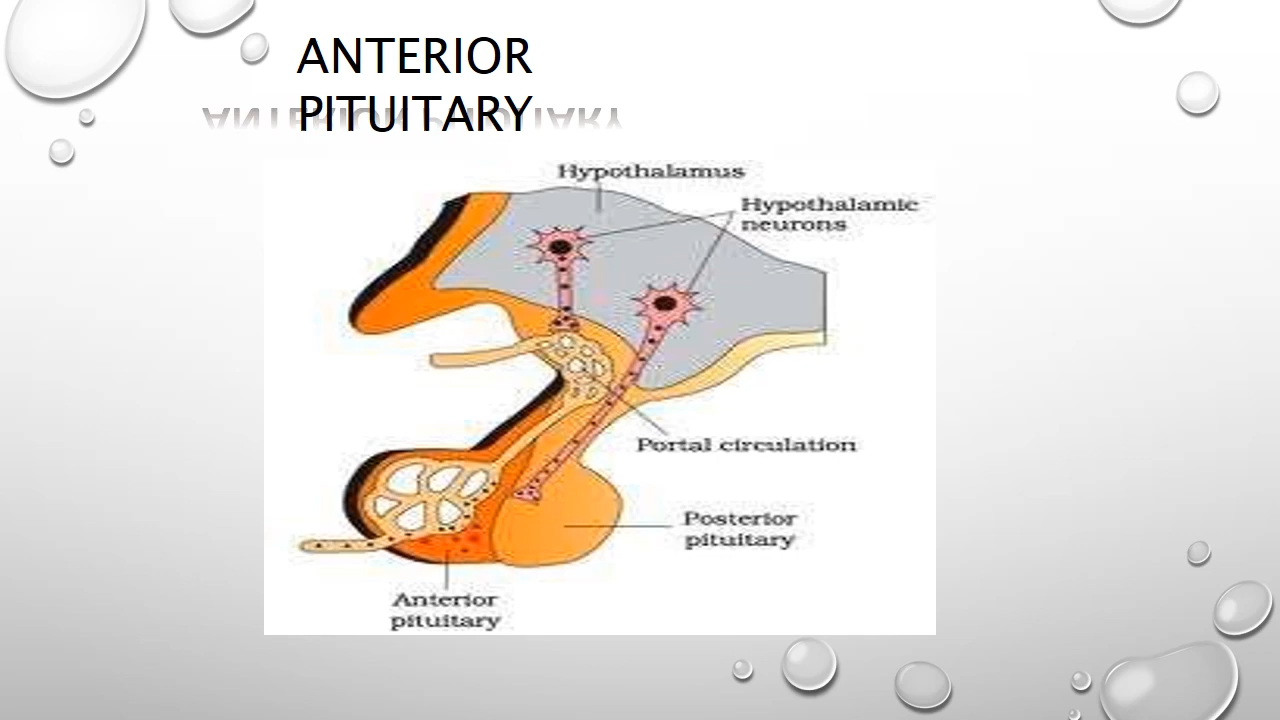 ANTERIOR
PITUITARY
Hypothalamus
Hypothalamic
neurons
Portal circulation
Posterior
pituitary
Anterior
pituitary